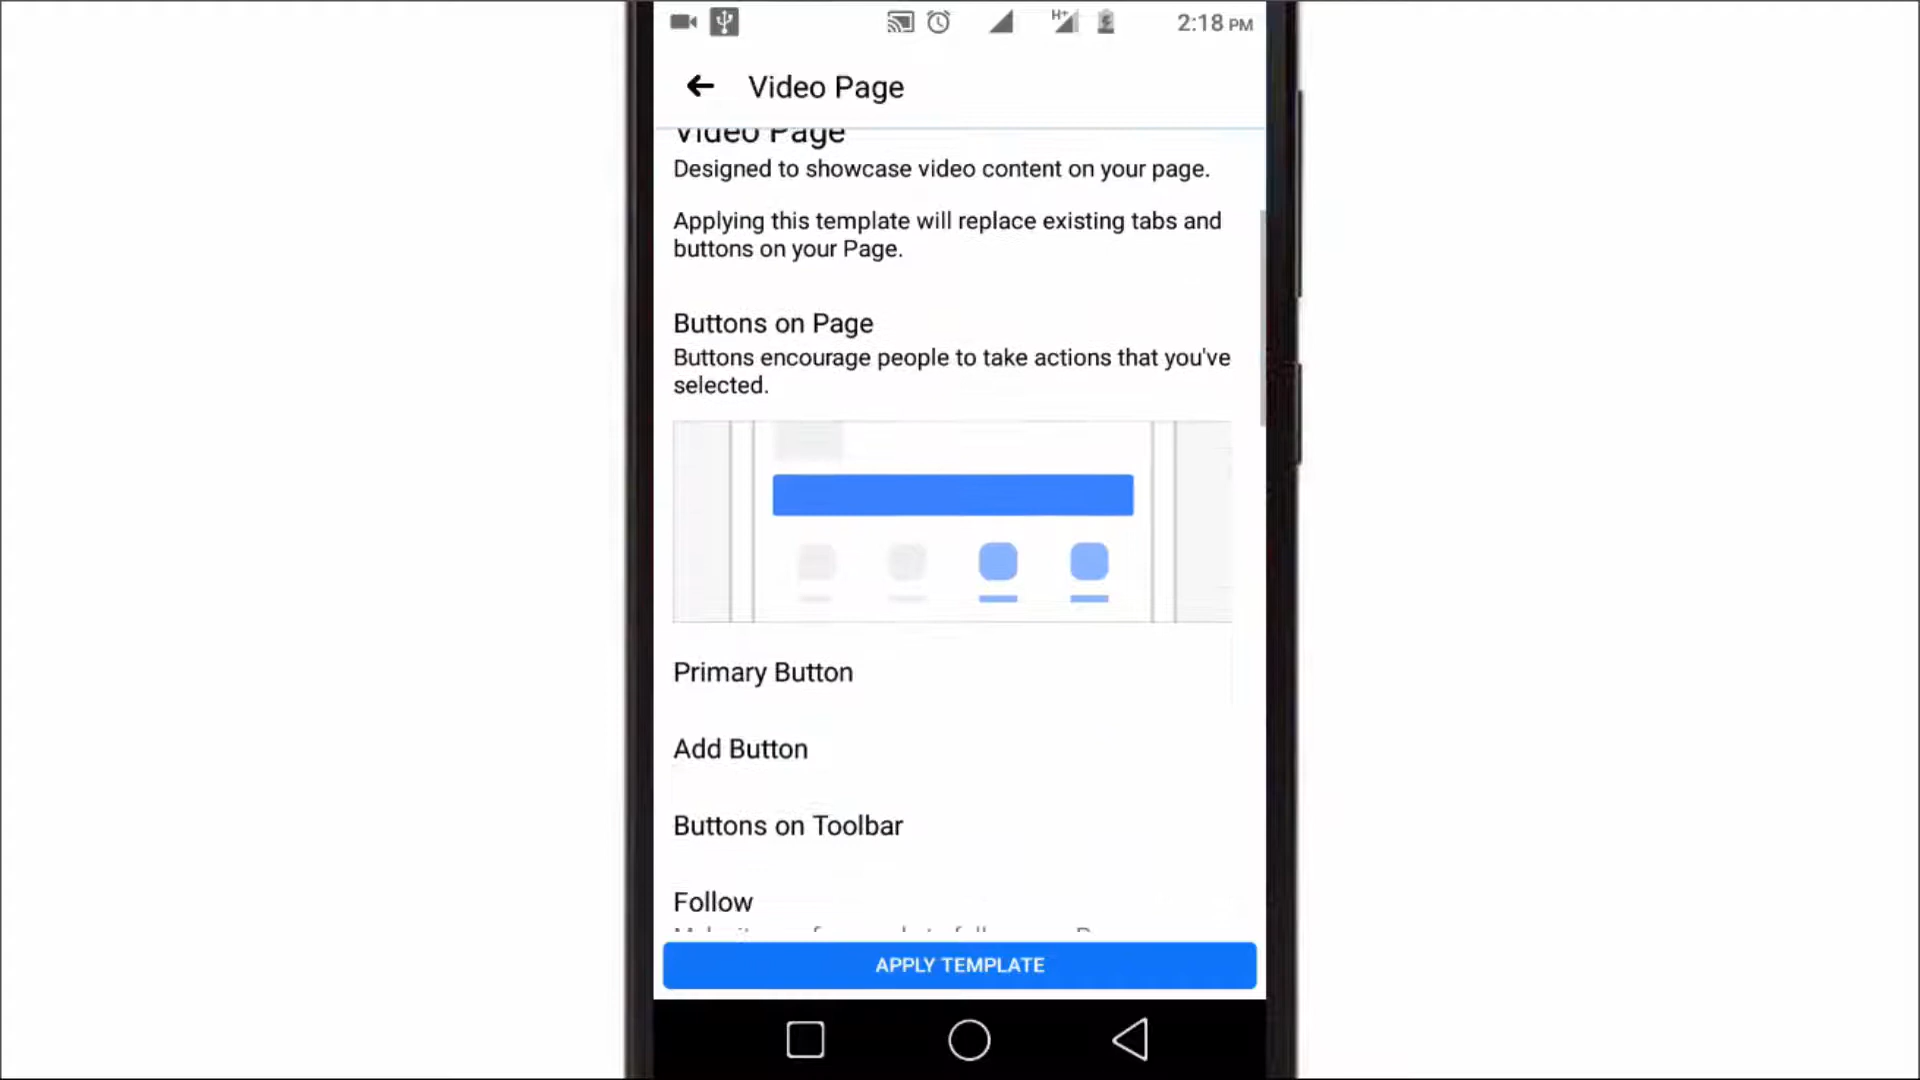 H+
2:18 PM
Video Page
Video Page
Designed to showcase video content on your page.
Applying this template will replace existing tabs and
buttons on your Page.
Buttons on Page
Buttons encourage people to take actions that you've
selected.
Primary Button
Add Button
Buttons on Toolbar
Follow
APPLY TEMPLATE